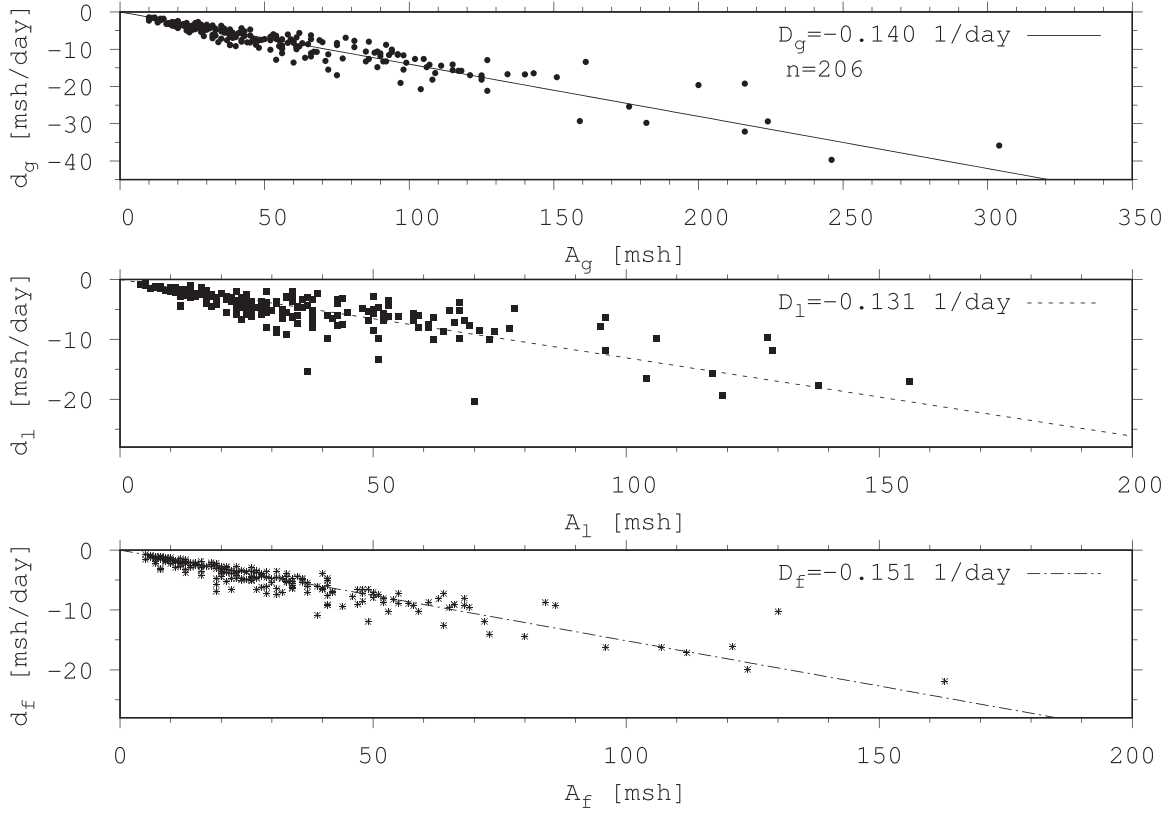 0
−10
−20
−30
−40
d_g [msh/day]
D_g=−0.140 1/day
n=206
0 50 100 150 200 250 300 350
A_g [msh]
0
−10
−20
d_l [msh/day]
D_l=−0.131 1/day
0 50 100 150 200
A_l [msh]
0
−10
−20
d_f [msh/day]
D_f=−0.151 1/day
0 50 100 150 200
A_f [msh]